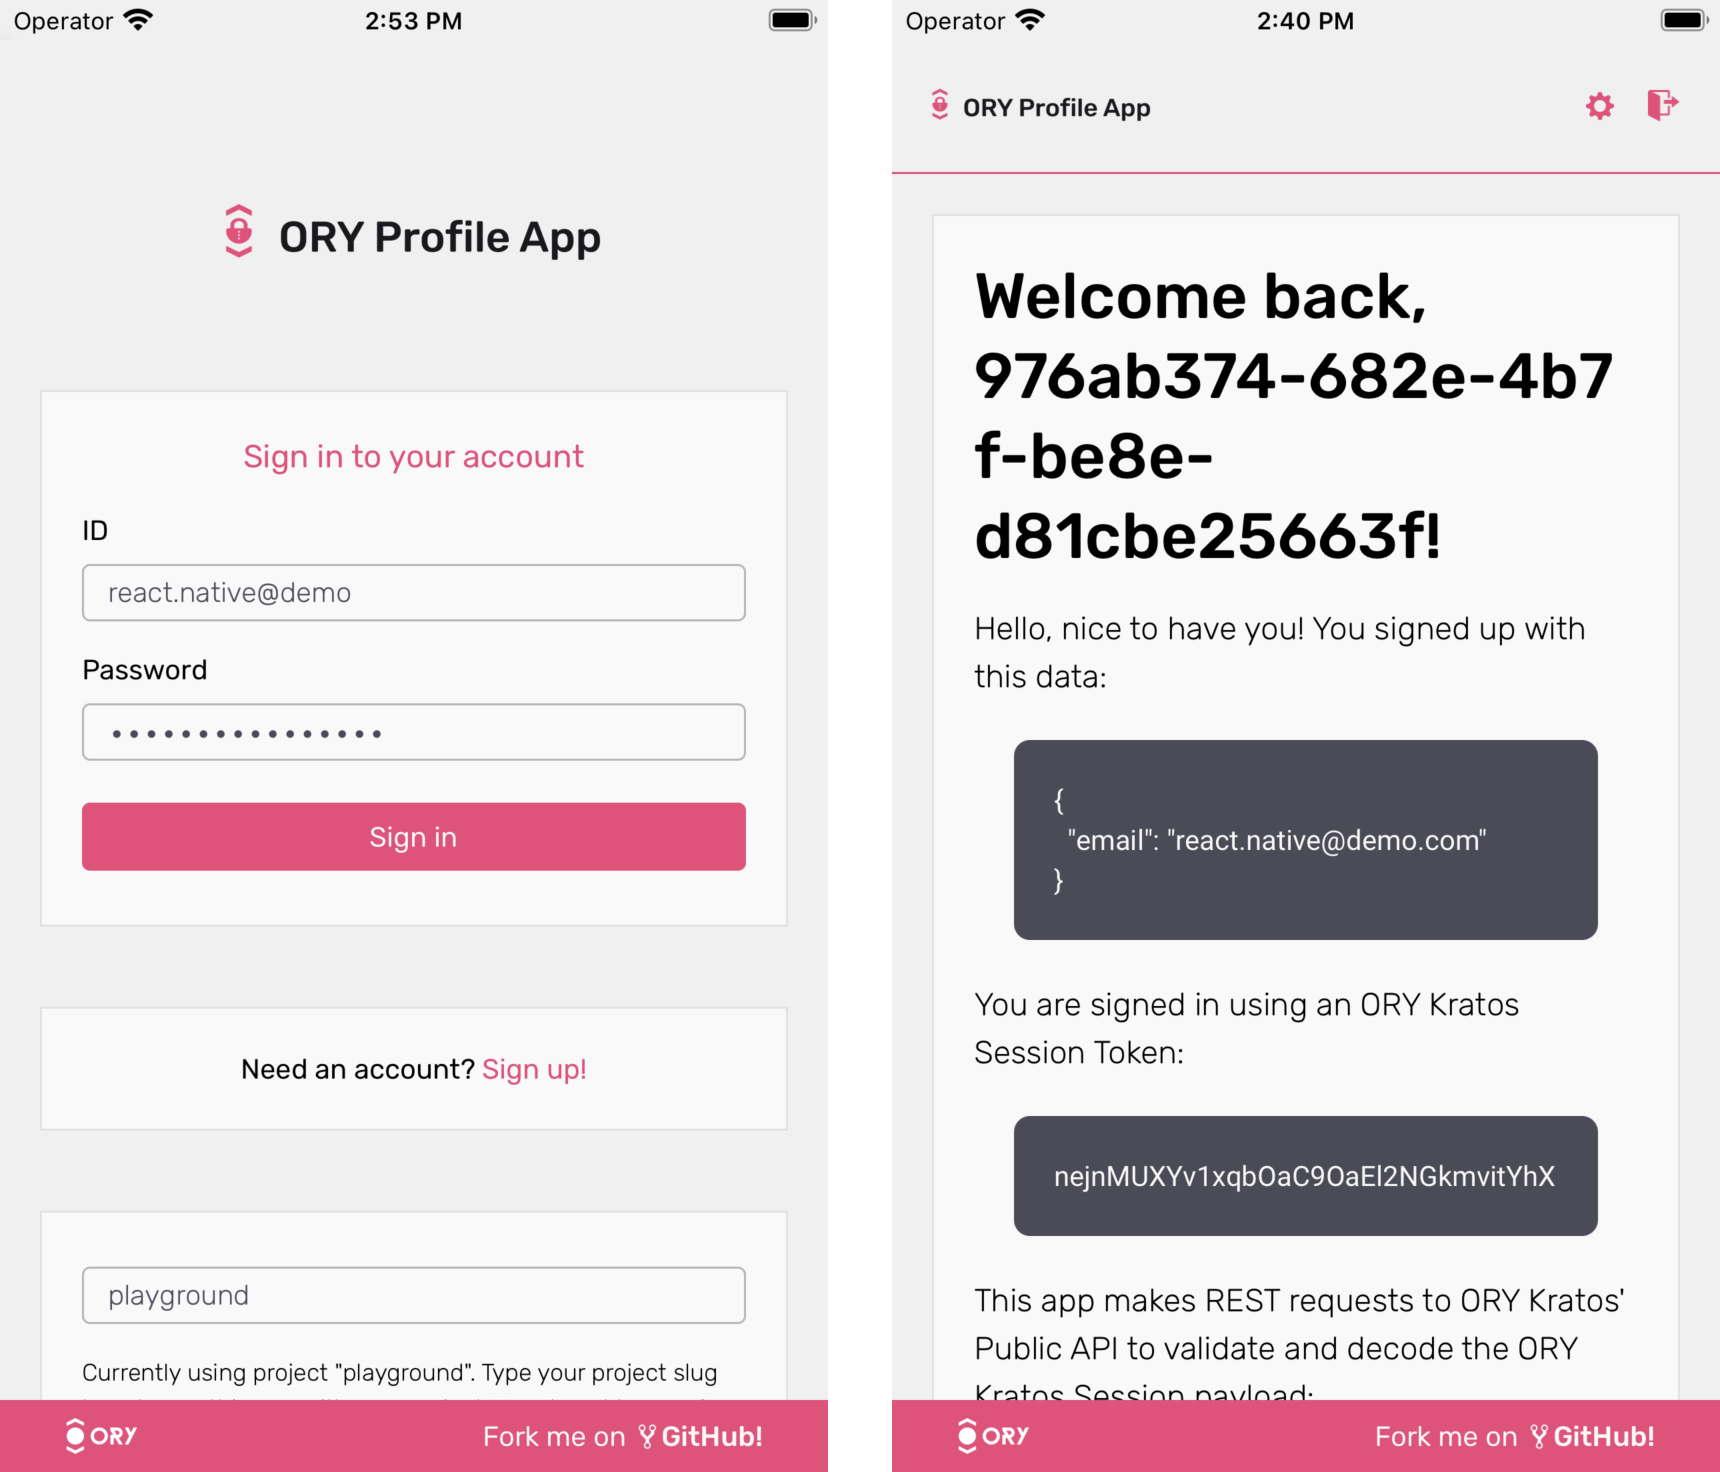 Operator
2:53 PM
ORY Profile App
Sign in to your account
ID
react.native@demo
Password
Sign in
Need an account? Sign up!
playground
Currently using project "playground". Type your project slug
ORY
Fork me on GitHub!
Operator
2:40 PM
ORY Profile App
Welcome back,
976ab374-682e-4b7
f-be8e-
d81cbe25663f!
Hello, nice to have you! You signed up with
this data:
{
"email": "react.native@demo.com"
}
You are signed in using an ORY Kratos
Session Token:
nejnMUXYv1xqbOaC9OaEl2NGkmvitYhX
This app makes REST requests to ORY Kratos'
Public API to validate and decode the ORY
Kratos Session payload:
ORY
Fork me on GitHub!